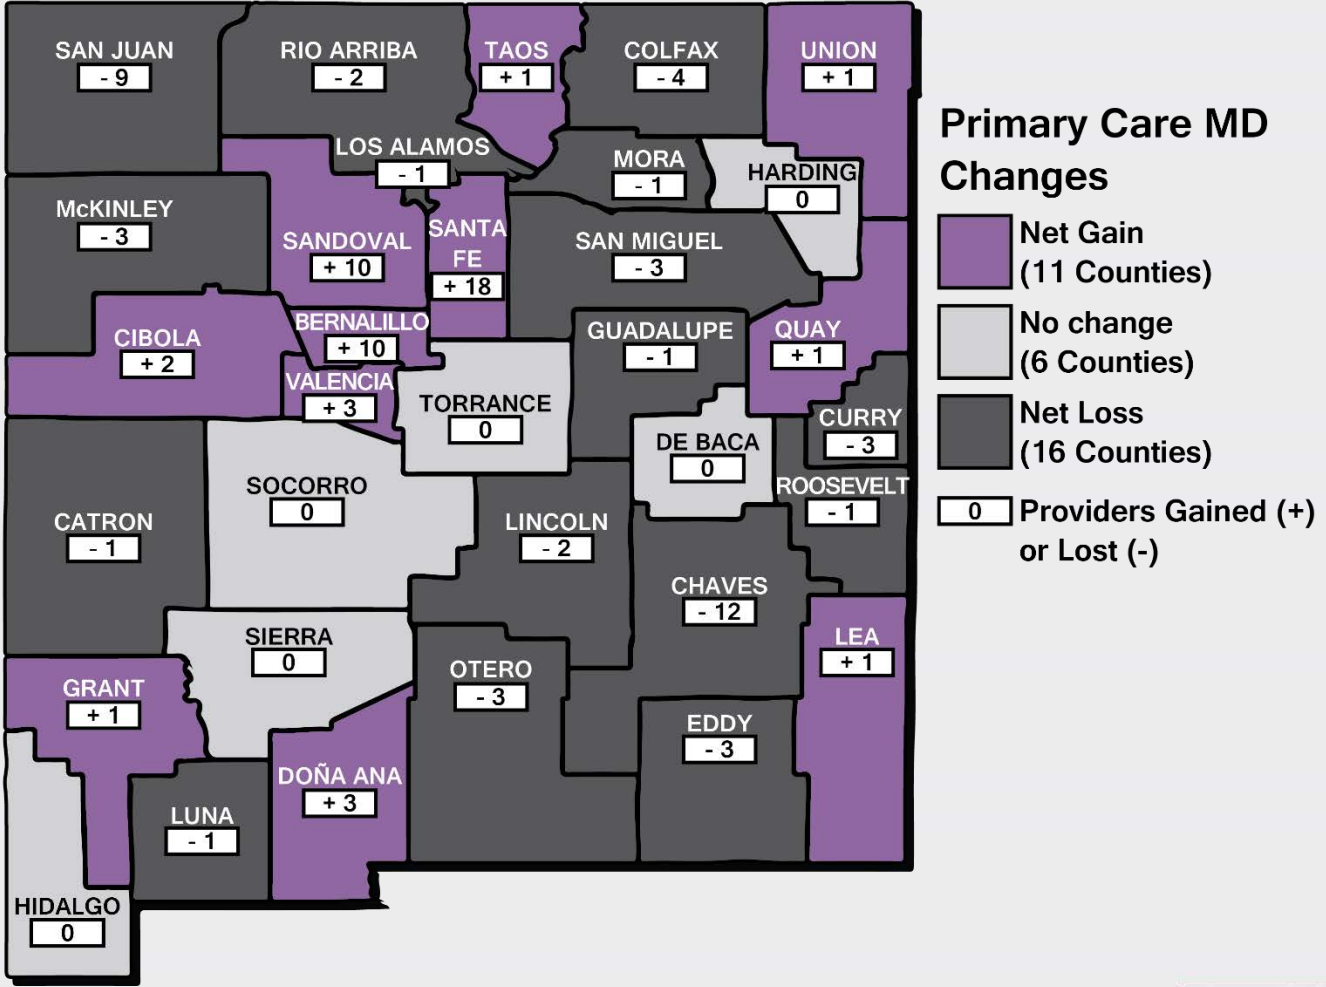 SAN JUAN
- 9
RIO ARRIBA
- 2
TAOS
+ 1
COLFAX
- 4
UNION
+ 1
LOS ALAMOS
- 1
MORA
- 1
HARDING
0
McKINLEY
- 3
SANDOVAL
+ 10
SANTA
FE
+ 18
SAN MIGUEL
- 3
CIBOLA
+ 2
BERNALILLO
+ 10
GUADALUPE
- 1
QUAY
+ 1
VALENCIA
+ 3
TORRANCE
0
DE BACA
0
CURRY
- 3
ROOSEVELT
- 1
CATRON
- 1
SOCORRO
0
LINCOLN
- 2
CHAVES
- 12
SIERRA
0
OTERO
- 3
LEA
+ 1
GRANT
+ 1
EDDY
- 3
DOÑA ANA
+ 3
LUNA
- 1
HIDALGO
0
Primary Care MD
Changes
Net Gain
(11 Counties)
No change
(6 Counties)
Net Loss
(16 Counties)
0 Providers Gained (+)
or Lost (-)